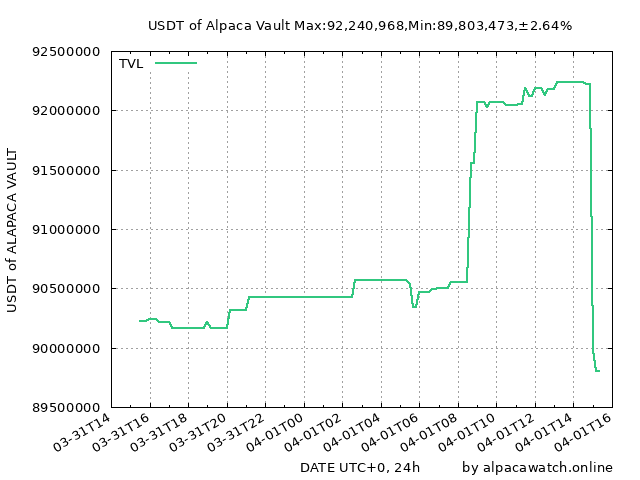 USDT of Alpaca Vault Max:92,240,968,Min:89,803,473,±2.64%
TVL
USDT of ALAPACA VAULT
92500000
92000000
91500000
91000000
90500000
90000000
89500000
03-31T14
03-31T16
03-31T18
03-31T20
03-31T22
04-01T00
04-01T02
04-01T04
04-01T06
04-01T08
04-01T10
04-01T12
04-01T14
04-01T16
DATE UTC+0, 24h
by alpacawatch.online